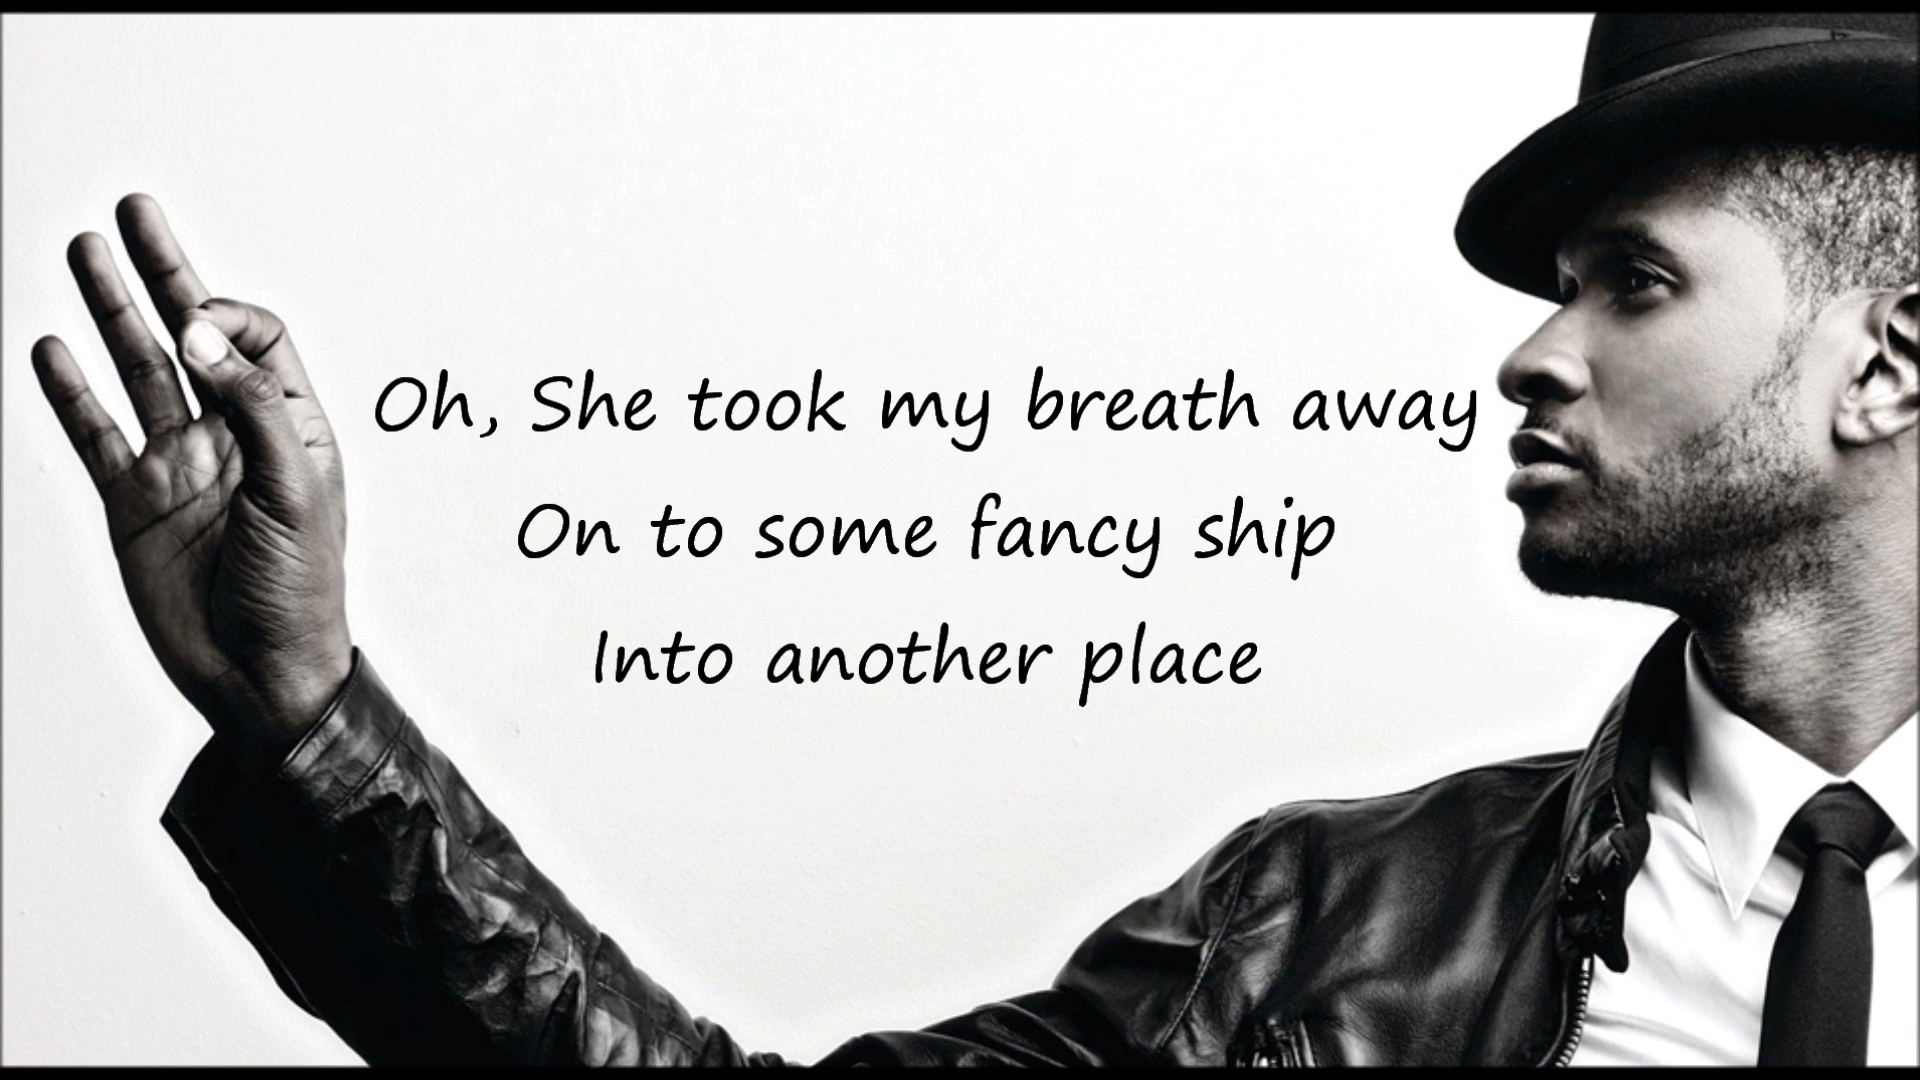 Oh, She took my breath away
On to some fancy ship
Into another place